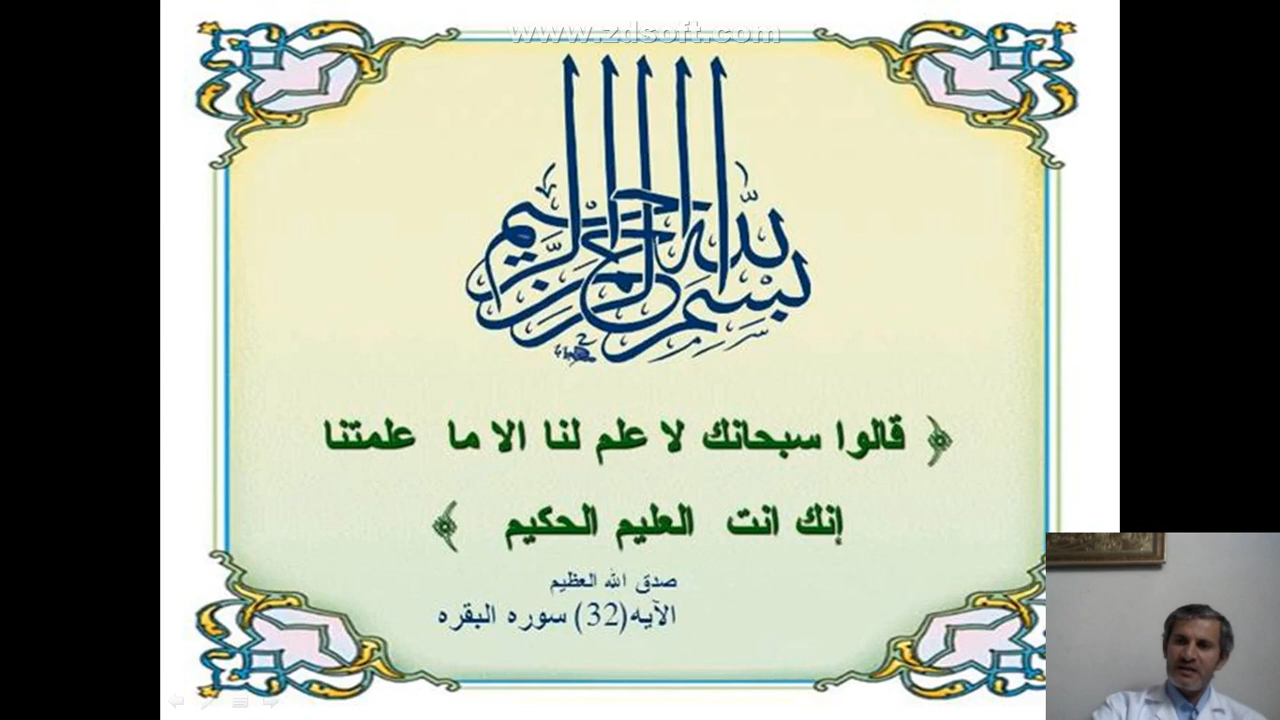 www.zdsoft.com
بسم الله الرحمن الرحيم
﴿ قالوا سبحانك لا علم لنا الا ما علمتنا
إنك انت العليم الحكيم ﴾
صدق الله العظيم
الآيه(32) سوره البقره